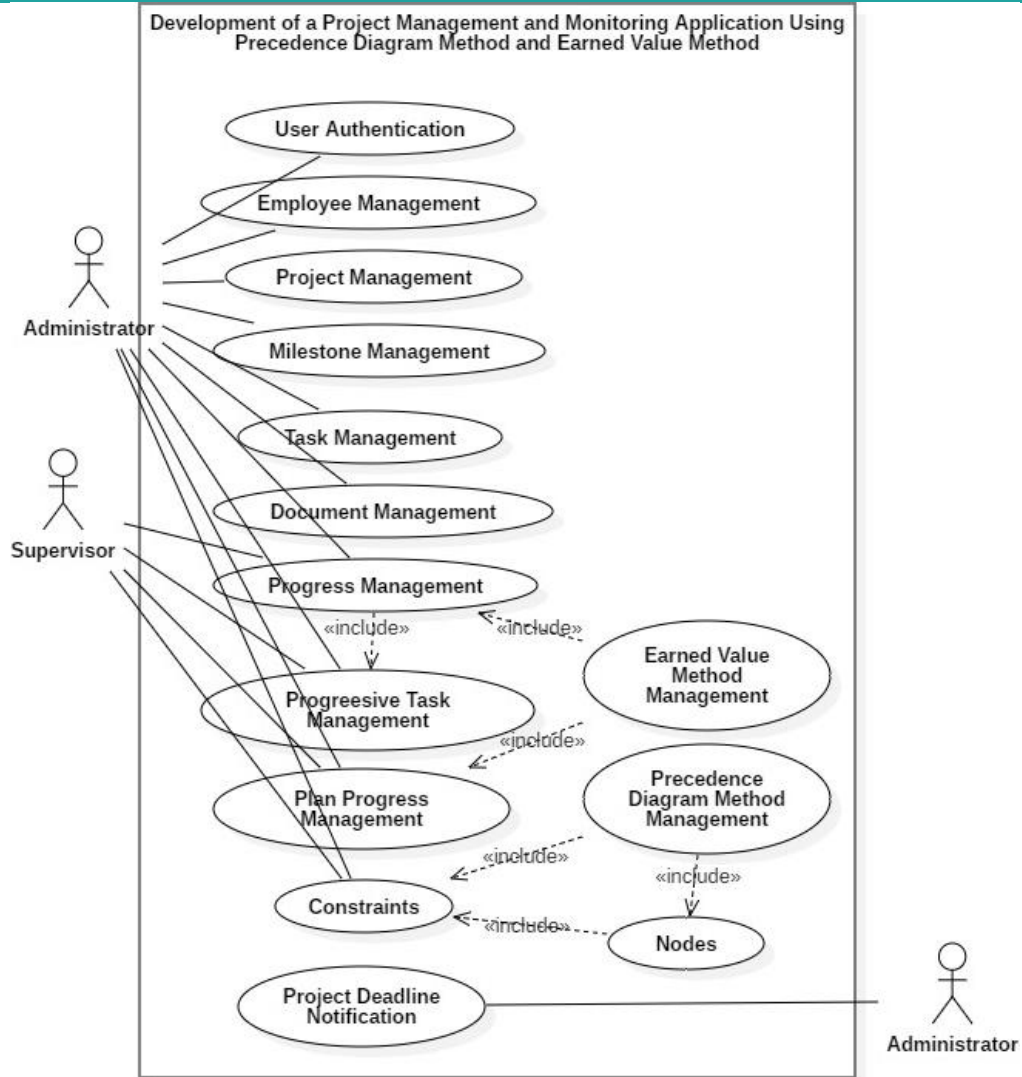 Development of a Project Management and Monitoring Application Using
Precedence Diagram Method and Earned Value Method
User Authentication
Employee Management
Project Management
Administrator
Milestone Management
Task Management
Document Management
Supervisor
Progress Management
«include»
«include»
Earned Value
Method
Management
Progreesive Task
Management
«include»
Precedence
Diagram Method
Management
Plan Progress
Management
«include»
«include»
Constraints
«include»
Nodes
Project Deadline
Notification
Administrator